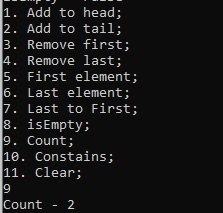 1. Add to head;
2. Add to tail;
3. Remove first;
4. Remove last;
5. First element;
6. Last element;
7. Last to First;
8. isEmpty;
9. Count;
10. Constains;
11. Clear;
9
Count - 2